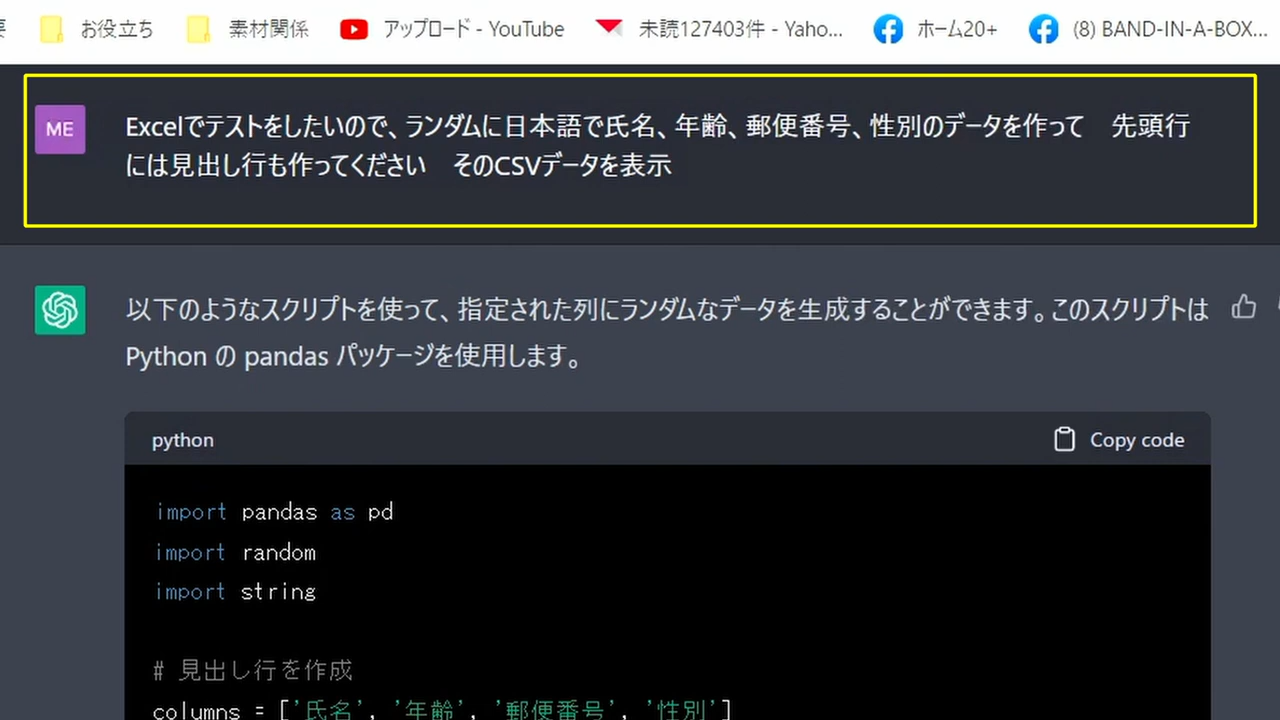 お役立ち 素材関係 アップロード - YouTube 未読127403件 - Yaho... ホーム20+ (8) BAND-IN-A-BOX...
ME
Excelでテストをしたいので、ランダムに日本語で氏名、年齢、郵便番号、性別のデータを作って　先頭行
には見出し行も作ってください　そのCSVデータを表示
以下のようなスクリプトを使って、指定された列にランダムなデータを生成することができます。このスクリプトは
Python の pandas パッケージを使用します。
python Copy code
import pandas as pd
import random
import string
# 見出し行を作成
columns = ['氏名', '年齢', '郵便番号', '性別']